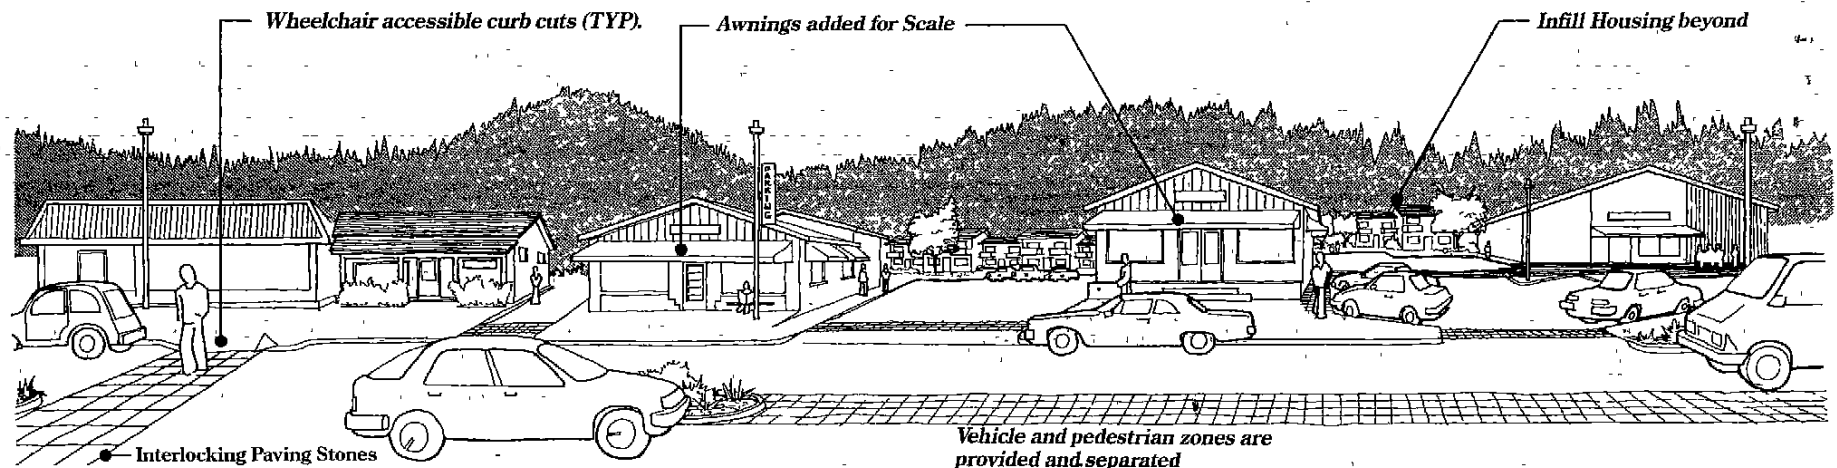 Wheelchair accessible curb cuts (TYP).
Awnings added for Scale
Infill Housing beyond
PARKING
Interlocking Paving Stones
Vehicle and pedestrian zones are
provided and separated